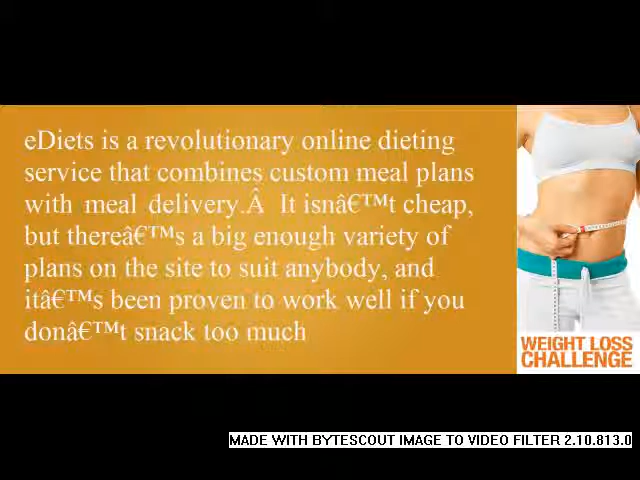 eDiets is a revolutionary online dieting
service that combines custom meal plans
with meal delivery.Â  It isnâ€™t cheap,
but thereâ€™s a big enough variety of
plans on the site to suit anybody, and
itâ€™s been proven to work well if you
donâ€™t snack too much
WEIGHT LOSS
CHALLENGE
MADE WITH BYTESCOUT IMAGE TO VIDEO FILTER 2.10.813.0